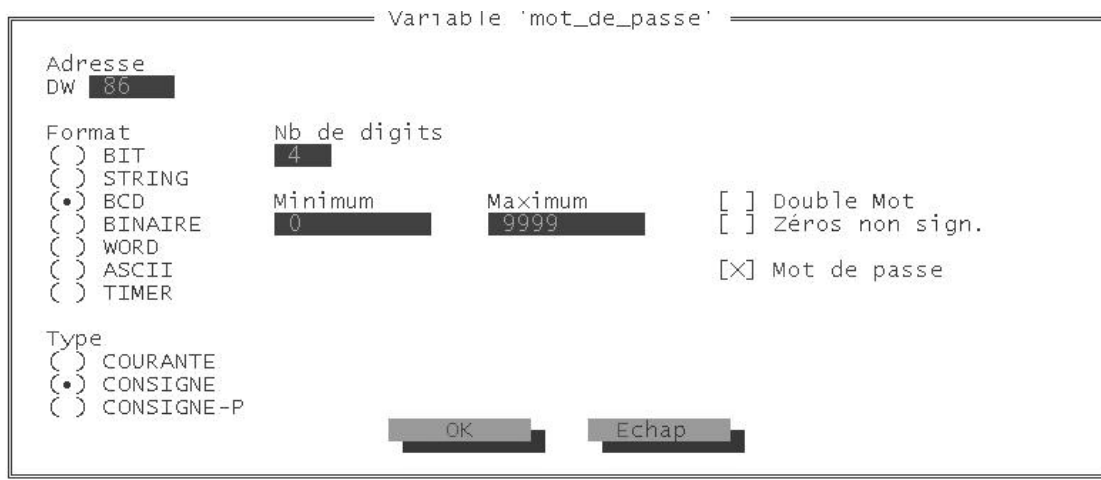 Variable 'mot_de_passe'
Adresse
DW 86
Format Nb de digits
( ) BIT 4
( ) STRING
(•) BCD Minimum Maximum [ ] Double Mot
( ) BINAIRE 0 9999 [ ] Zéros non sign.
( ) WORD
( ) ASCII [X] Mot de passe
( ) TIMER
Type
( ) COURANTE
(•) CONSIGNE
( ) CONSIGNE-P
OK Echap